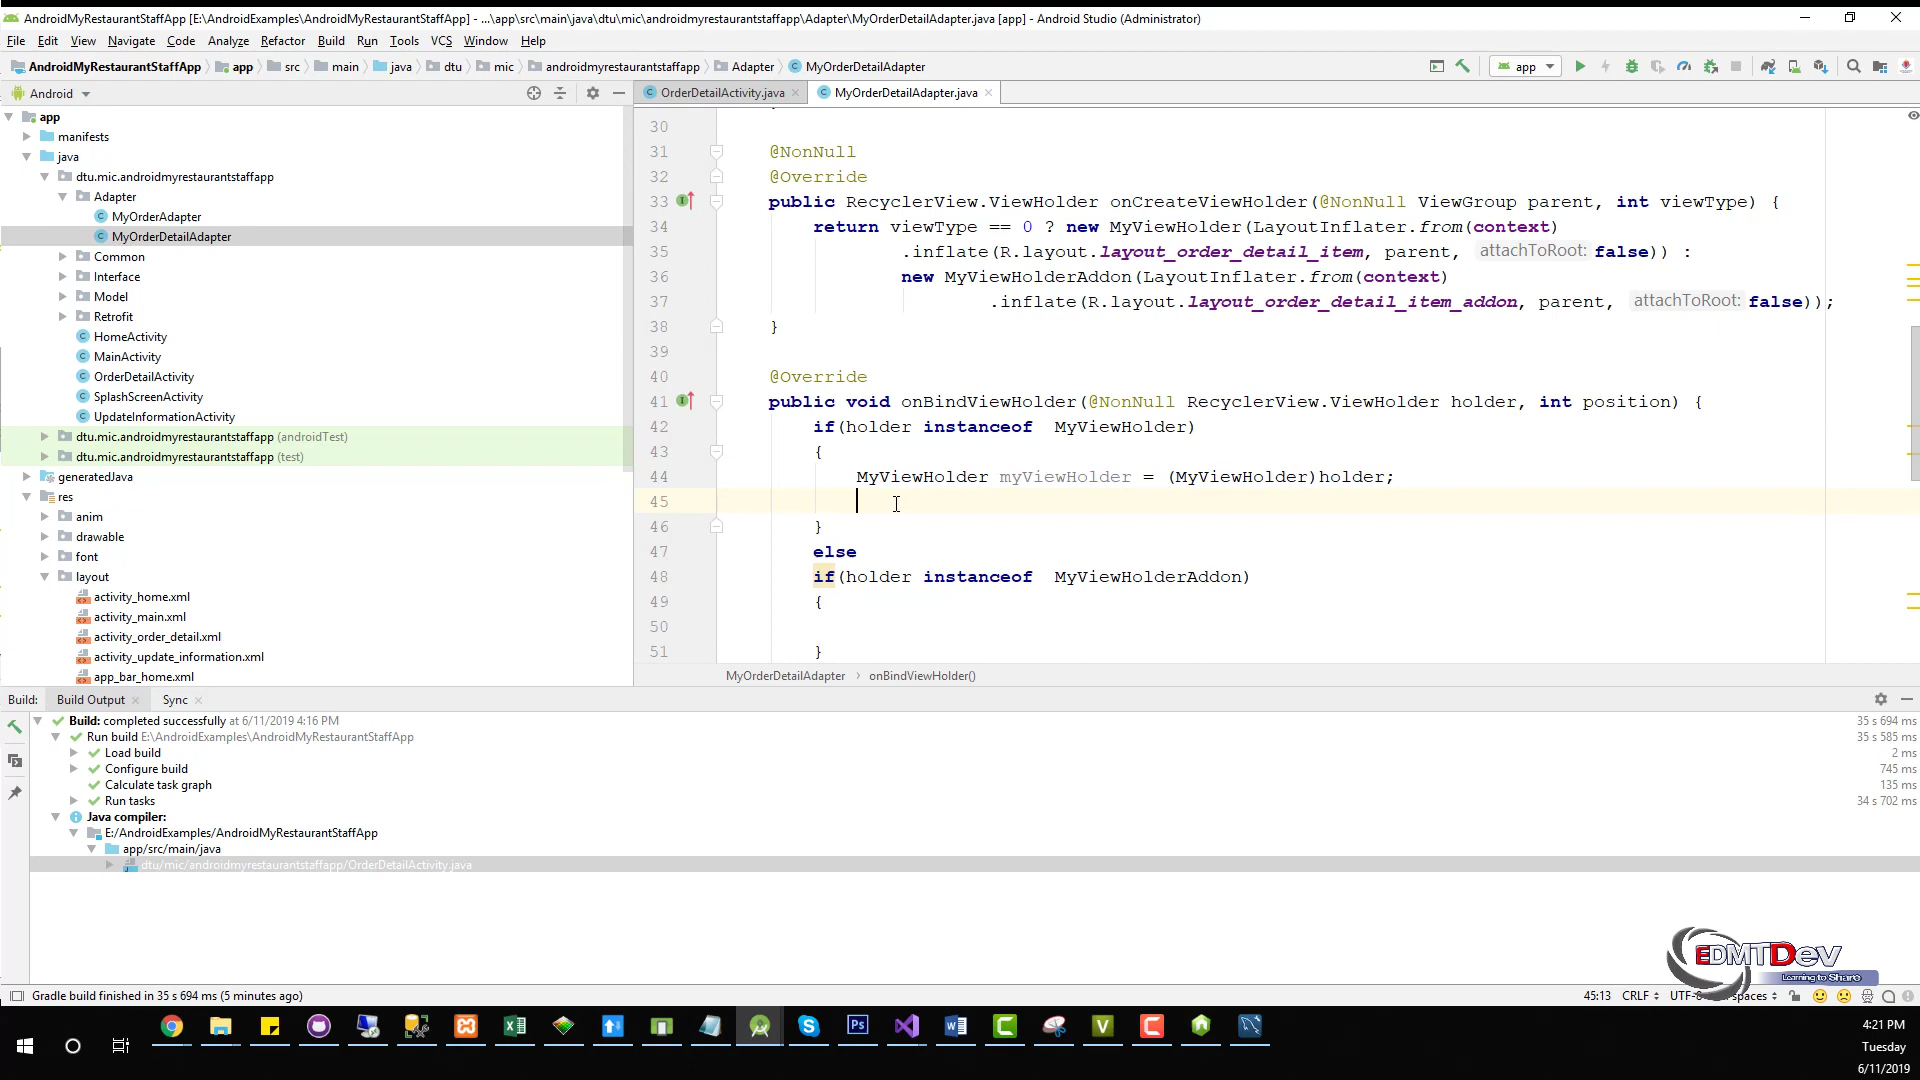 AndroidMyRestaurantStaffApp [E:\AndroidExamples\AndroidMyRestaurantStaffApp] - ...\app\src\main\java\dtu\mic\androidmyrestaurantstaffapp\Adapter\MyOrderDetailAdapter.java [app] - Android Studio (Administrator)
File Edit View Navigate Code Analyze Refactor Build Run Tools VCS Window Help
AndroidMyRestaurantStaffApp app src main java dtu mic androidmyrestaurantstaffapp Adapter MyOrderDetailAdapter app
Android
OrderDetailActivity.java MyOrderDetailAdapter.java
app
manifests
java
dtu.mic.androidmyrestaurantstaffapp
Adapter
MyOrderAdapter
MyOrderDetailAdapter
Common
Interface
Model
Retrofit
HomeActivity
MainActivity
OrderDetailActivity
SplashScreenActivity
UpdateInformationActivity
dtu.mic.androidmyrestaurantstaffapp (androidTest)
dtu.mic.androidmyrestaurantstaffapp (test)
generatedJava
res
anim
drawable
font
layout
activity_home.xml
activity_main.xml
activity_order_detail.xml
activity_update_information.xml
app_bar_home.xml
30
31 @NonNull
32 @Override
33 public RecyclerView.ViewHolder onCreateViewHolder(@NonNull ViewGroup parent, int viewType) {
34 return viewType == 0 ? new MyViewHolder(LayoutInflater.from(context)
35 .inflate(R.layout.layout_order_detail_item, parent, attachToRoot: false)) :
36 new MyViewHolderAddon(LayoutInflater.from(context)
37 .inflate(R.layout.layout_order_detail_item_addon, parent, attachToRoot: false));
38 }
39
40 @Override
41 public void onBindViewHolder(@NonNull RecyclerView.ViewHolder holder, int position) {
42 if(holder instanceof MyViewHolder)
43 {
44 MyViewHolder myViewHolder = (MyViewHolder)holder;
45
46 }
47 else
48 if(holder instanceof MyViewHolderAddon)
49 {
50
51 }
MyOrderDetailAdapter › onBindViewHolder()
Build: Build Output Sync
Build: completed successfully at 6/11/2019 4:16 PM 35 s 694 ms
Run build E:\AndroidExamples\AndroidMyRestaurantStaffApp 35 s 585 ms
Load build 2 ms
Configure build 745 ms
Calculate task graph 135 ms
Run tasks 34 s 702 ms
Java compiler:
E:/AndroidExamples/AndroidMyRestaurantStaffApp
app/src/main/java
dtu/mic/androidmyrestaurantstaffapp/OrderDetailActivity.java
EDMTDev
Learning to Share
Gradle build finished in 35 s 694 ms (5 minutes ago) 45:13 CRLF UTF-8 spaces
4:21 PM
Tuesday
6/11/2019